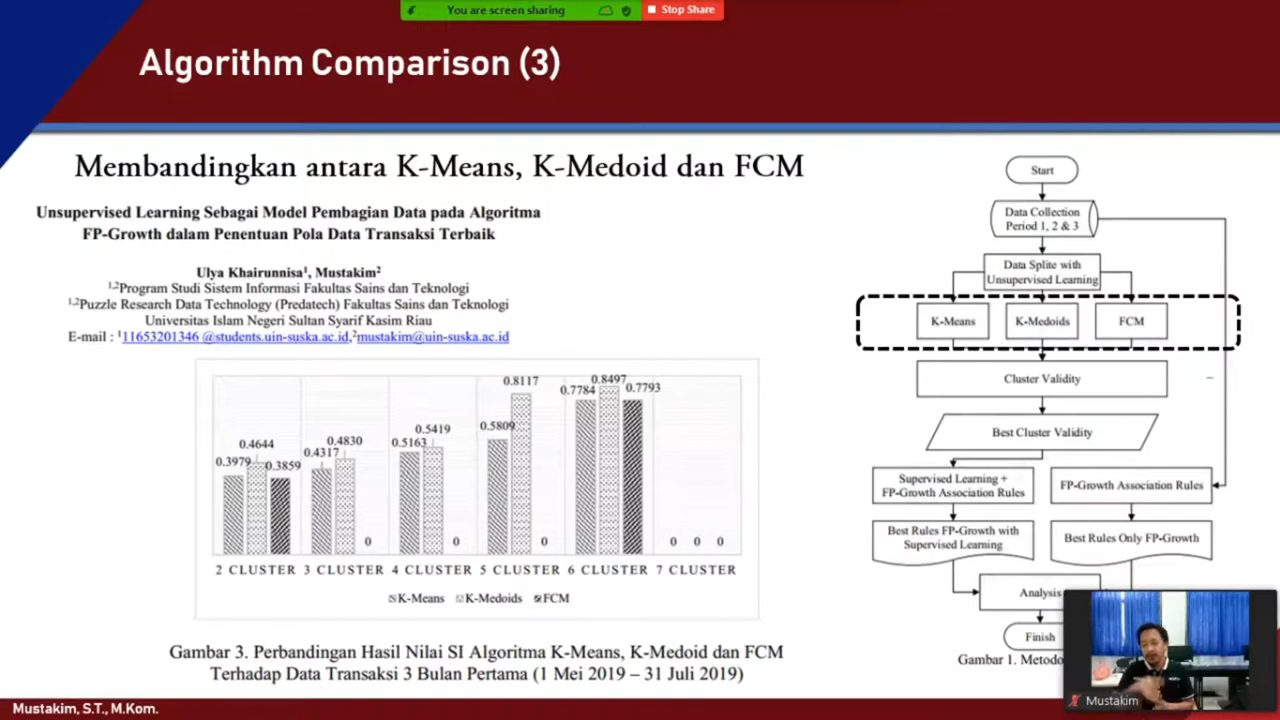 You are screen sharing
Stop Share
Algorithm Comparison (3)
Membandingkan antara K-Means, K-Medoid dan FCM
Unsupervised Learning Sebagai Model Pembagian Data pada Algoritma
FP-Growth dalam Penentuan Pola Data Transaksi Terbaik
Ulya Khairunnisa¹, Mustakim²
¹,²Program Studi Sistem Informasi Fakultas Sains dan Teknologi
¹,²Puzzle Research Data Technology (Predatech) Fakultas Sains dan Teknologi
Universitas Islam Negeri Sultan Syarif Kasim Riau
E-mail : ¹11653201346 @students.uin-suska.ac.id,²mustakim@uin-suska.ac.id
0.3979 0.4644 0.3859
0.4317 0.4830 0
0.5163 0.5419 0
0.5809 0.8117 0
0.7784 0.8497 0.7793
0 0 0
2 CLUSTER 3 CLUSTER 4 CLUSTER 5 CLUSTER 6 CLUSTER 7 CLUSTER
K-Means K-Medoids FCM
Gambar 3. Perbandingan Hasil Nilai SI Algoritma K-Means, K-Medoid dan FCM
Terhadap Data Transaksi 3 Bulan Pertama (1 Mei 2019 – 31 Juli 2019)
Start
Data Collection
Period 1, 2 & 3
Data Splite with
Unsupervised Learning
K-Means
K-Medoids
FCM
Cluster Validity
Best Cluster Validity
Supervised Learning +
FP-Growth Association Rules
FP-Growth Association Rules
Best Rules FP-Growth with
Supervised Learning
Best Rules Only FP-Growth
Analysis
Finish
Gambar 1. Metodo
Mustakim
Mustakim, S.T., M.Kom.